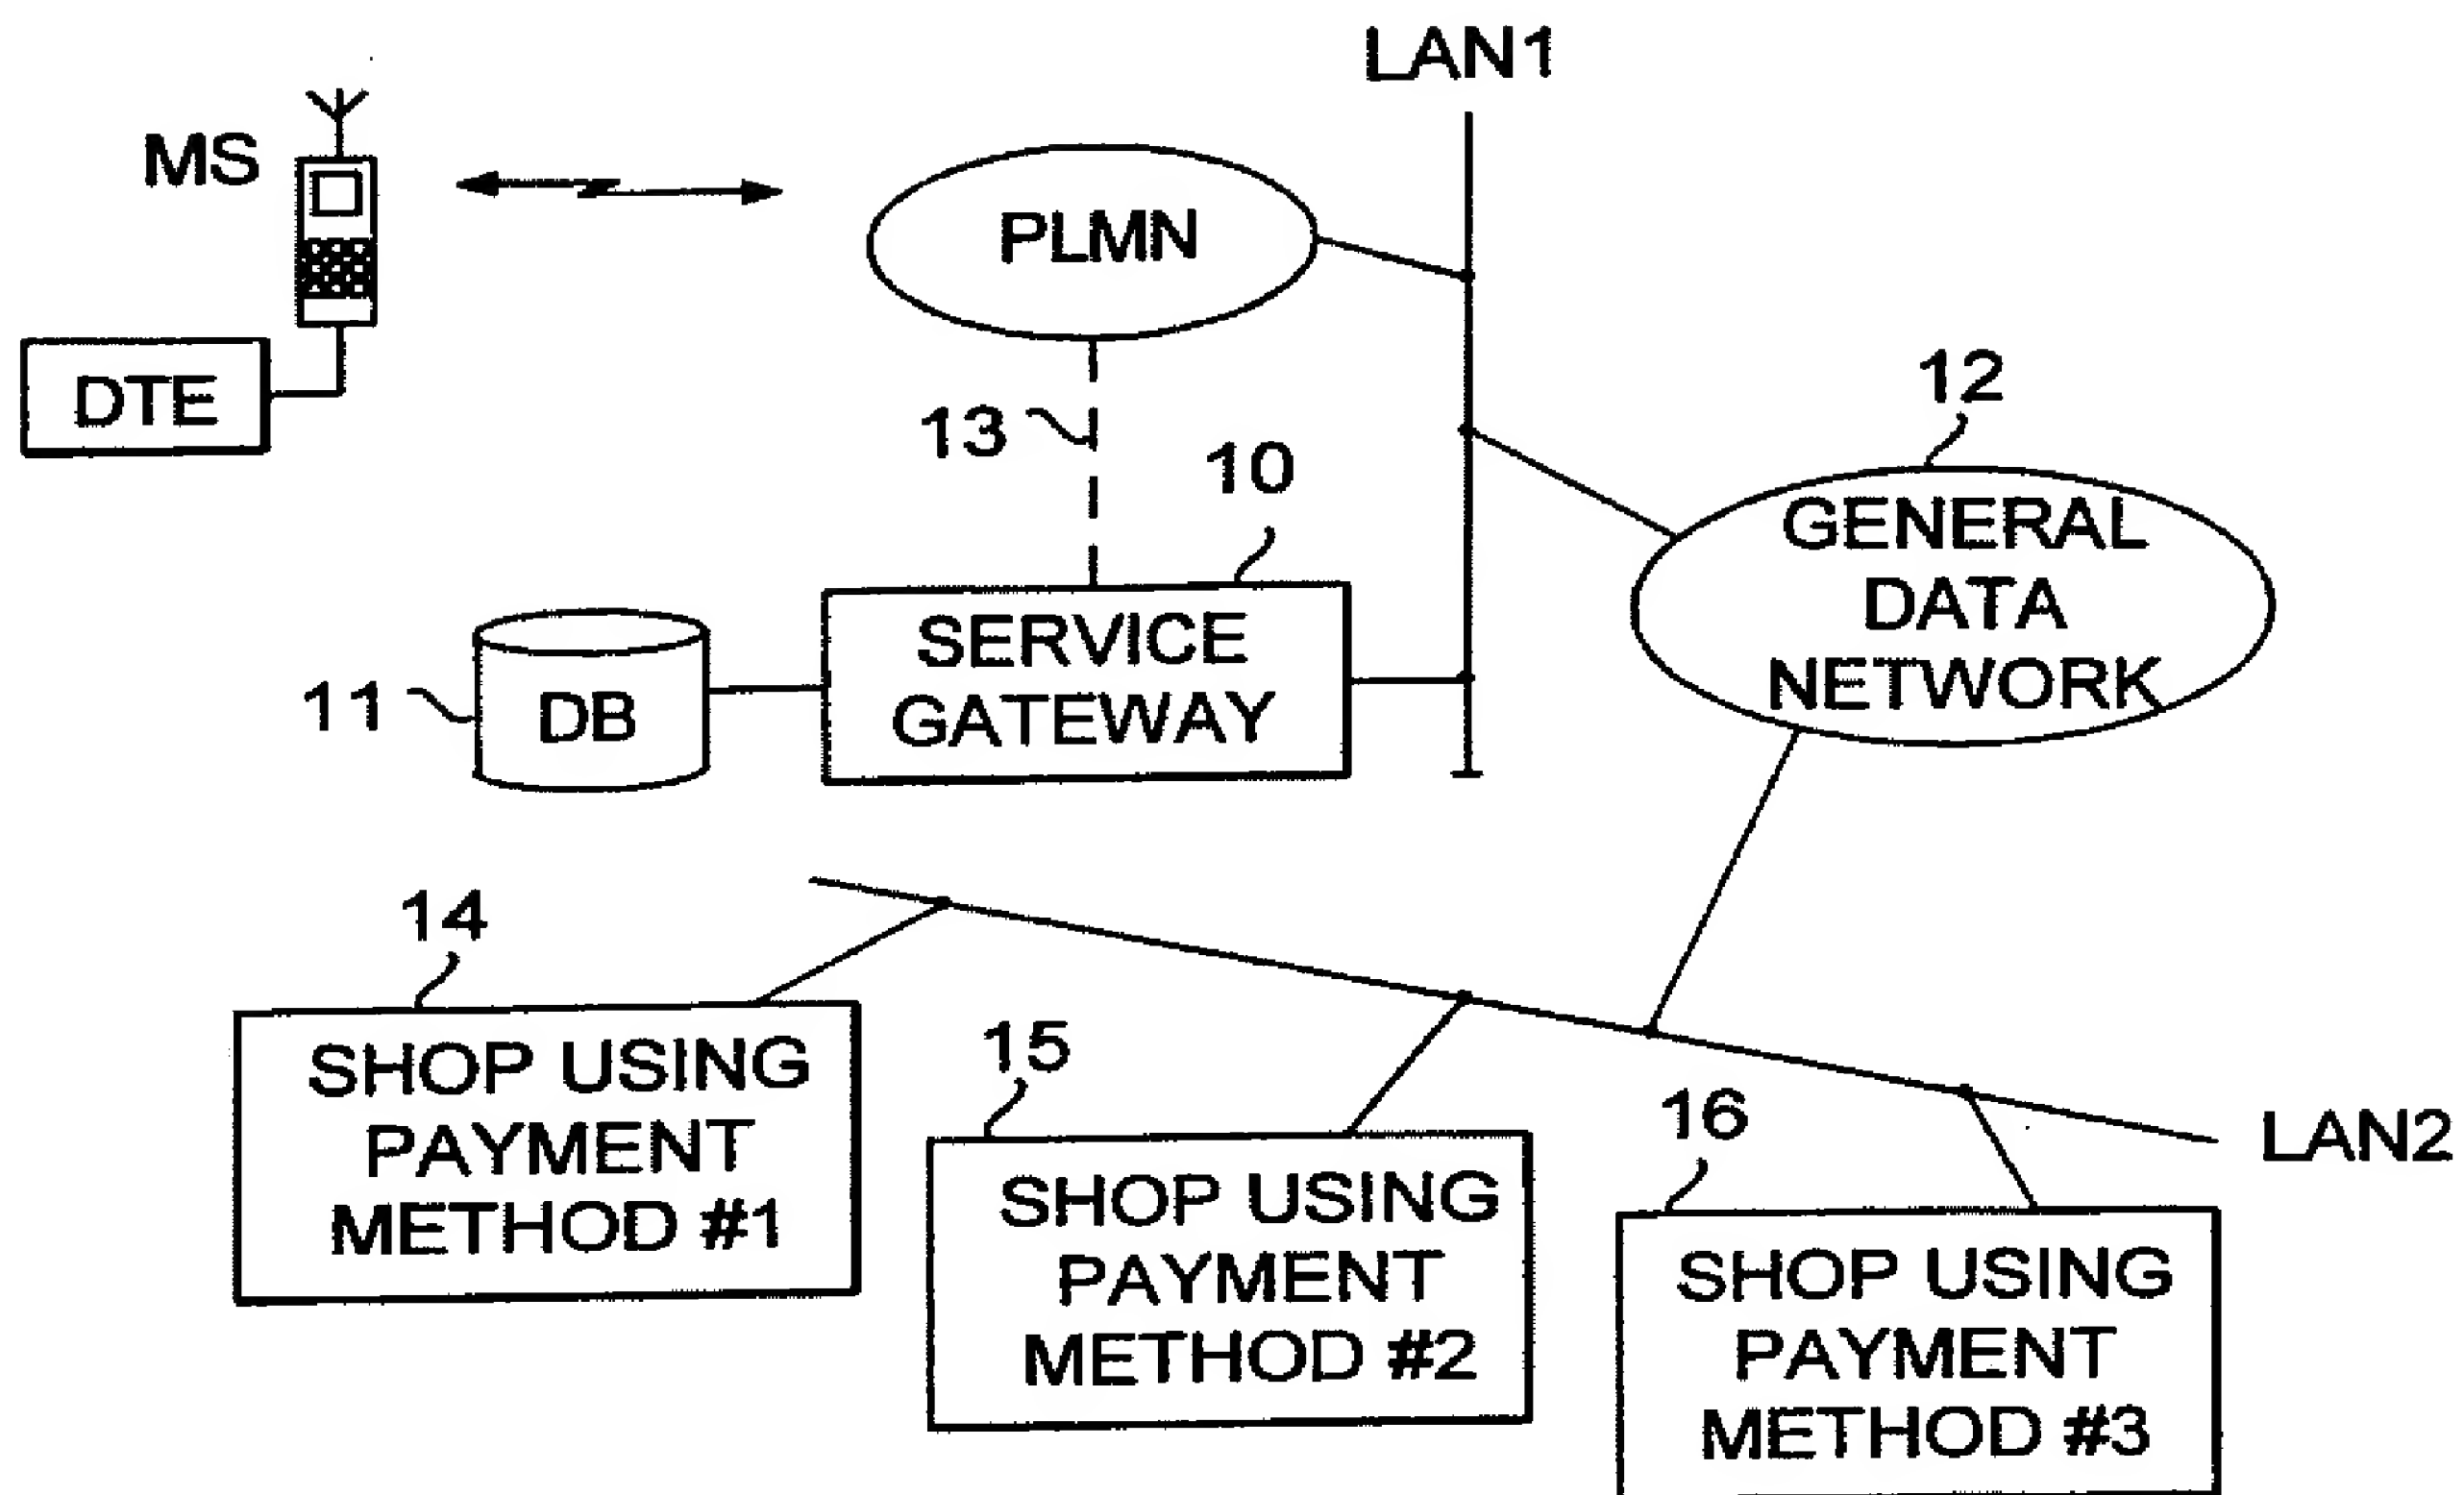 LAN1
MS
PLMN
DTE
12
13
10
GENERAL
DATA
NETWORK
SERVICE
GATEWAY
11
DB
14
SHOP USING
PAYMENT
METHOD #1
15
SHOP USING
PAYMENT
METHOD #2
16
LAN2
SHOP USING
PAYMENT
METHOD #3